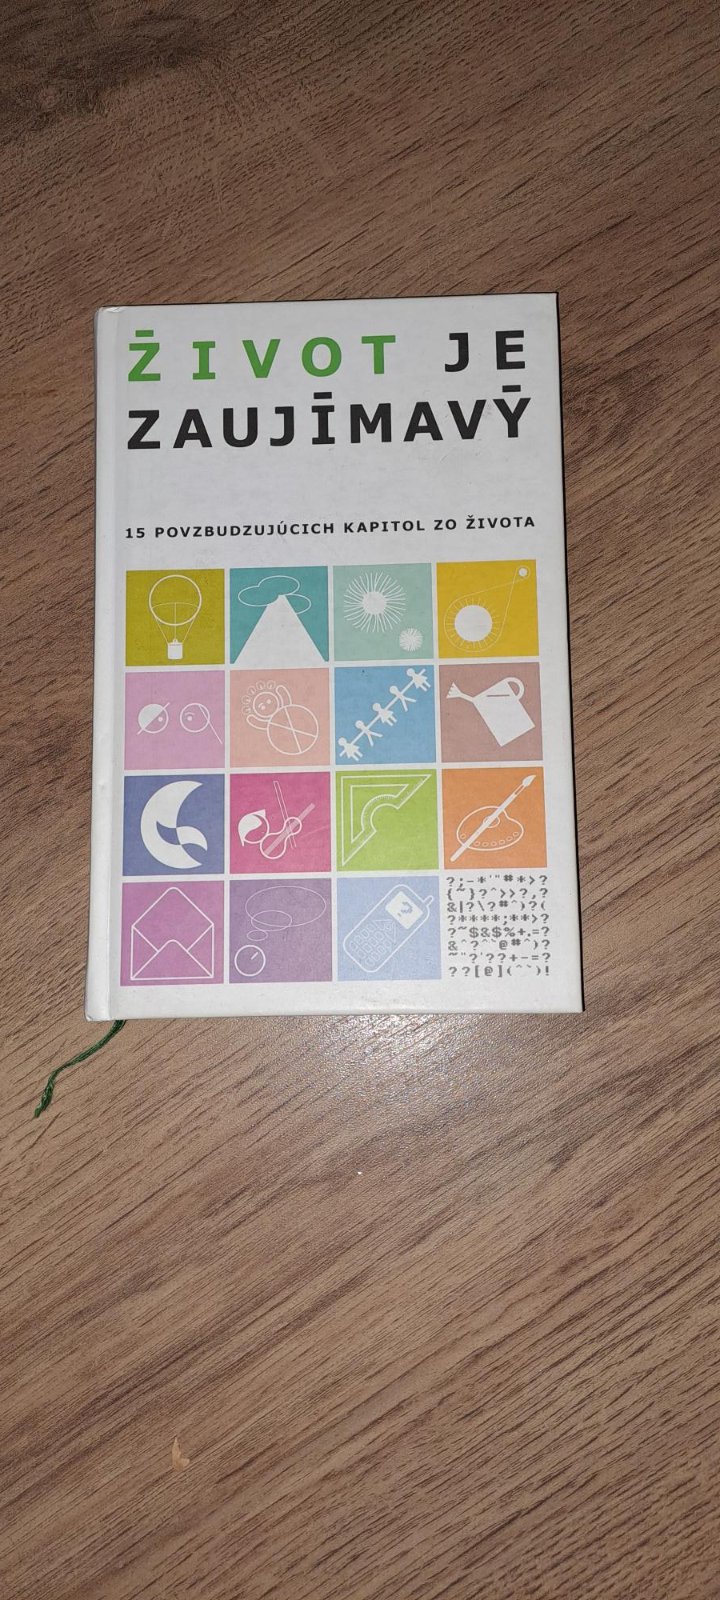 ŽIVOT JE
ZAUJÍMAVÝ
15 POVZBUDZUJÚCICH KAPITOL ZO ŽIVOTA